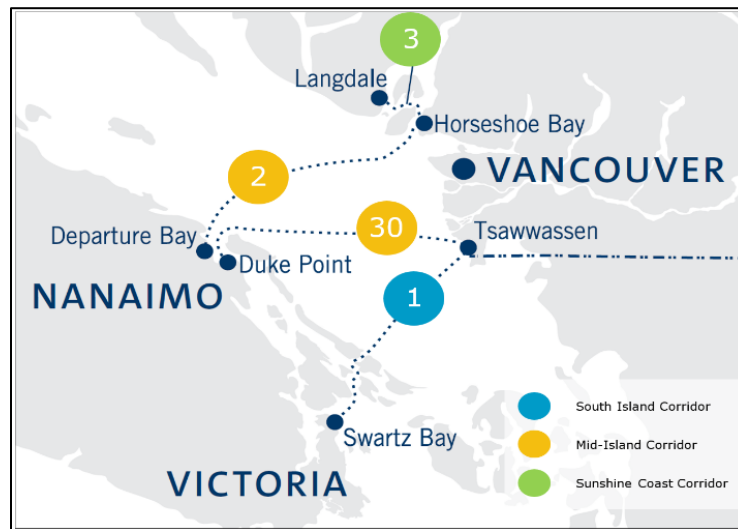 3
Langdale
Horseshoe Bay
2
VANCOUVER
30
Departure Bay
Tsawwassen
Duke Point
NANAIMO
1
South Island Corridor
Swartz Bay
Mid-Island Corridor
VICTORIA
Sunshine Coast Corridor